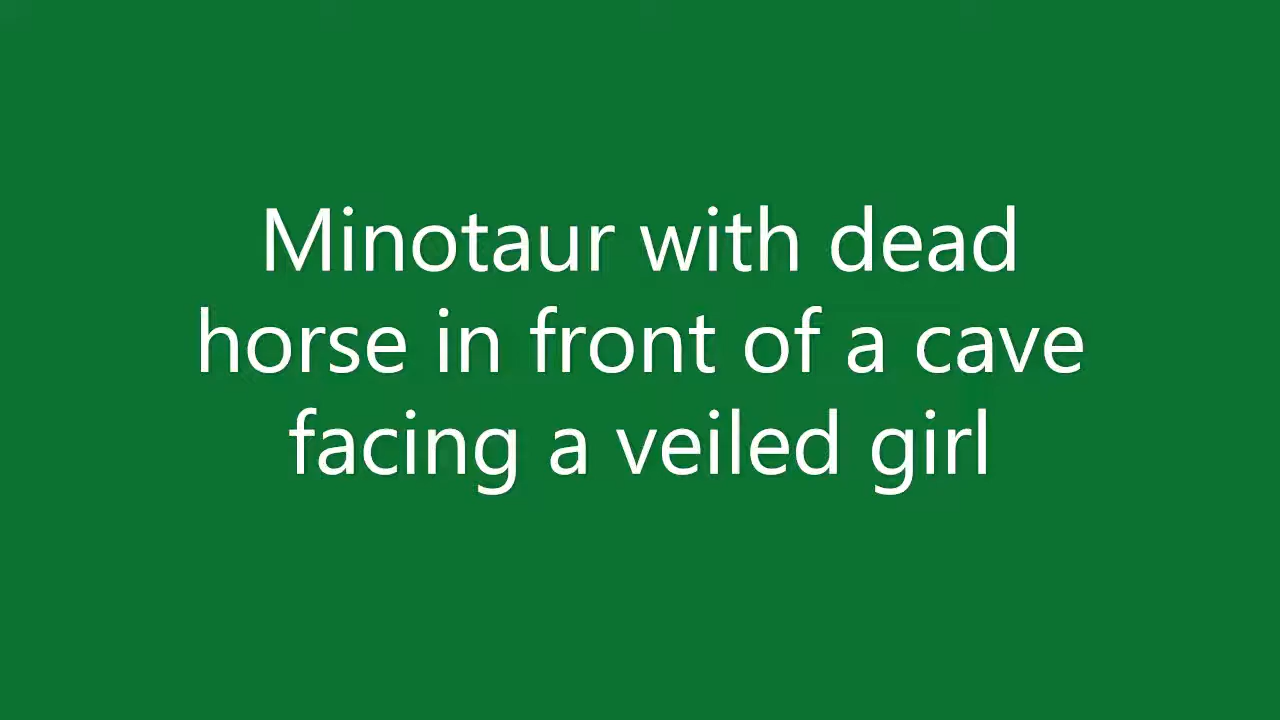 Minotaur with dead
horse in front of a cave
facing a veiled girl